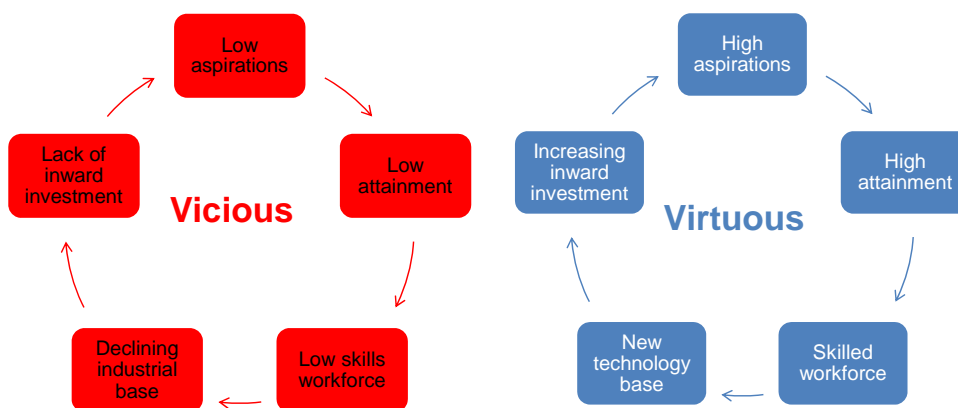 Low
aspirations
Low
attainment
Low skills
workforce
Declining
industrial
base
Lack of
inward
investment
Vicious
High
aspirations
High
attainment
Skilled
workforce
New
technology
base
Increasing
inward
investment
Virtuous